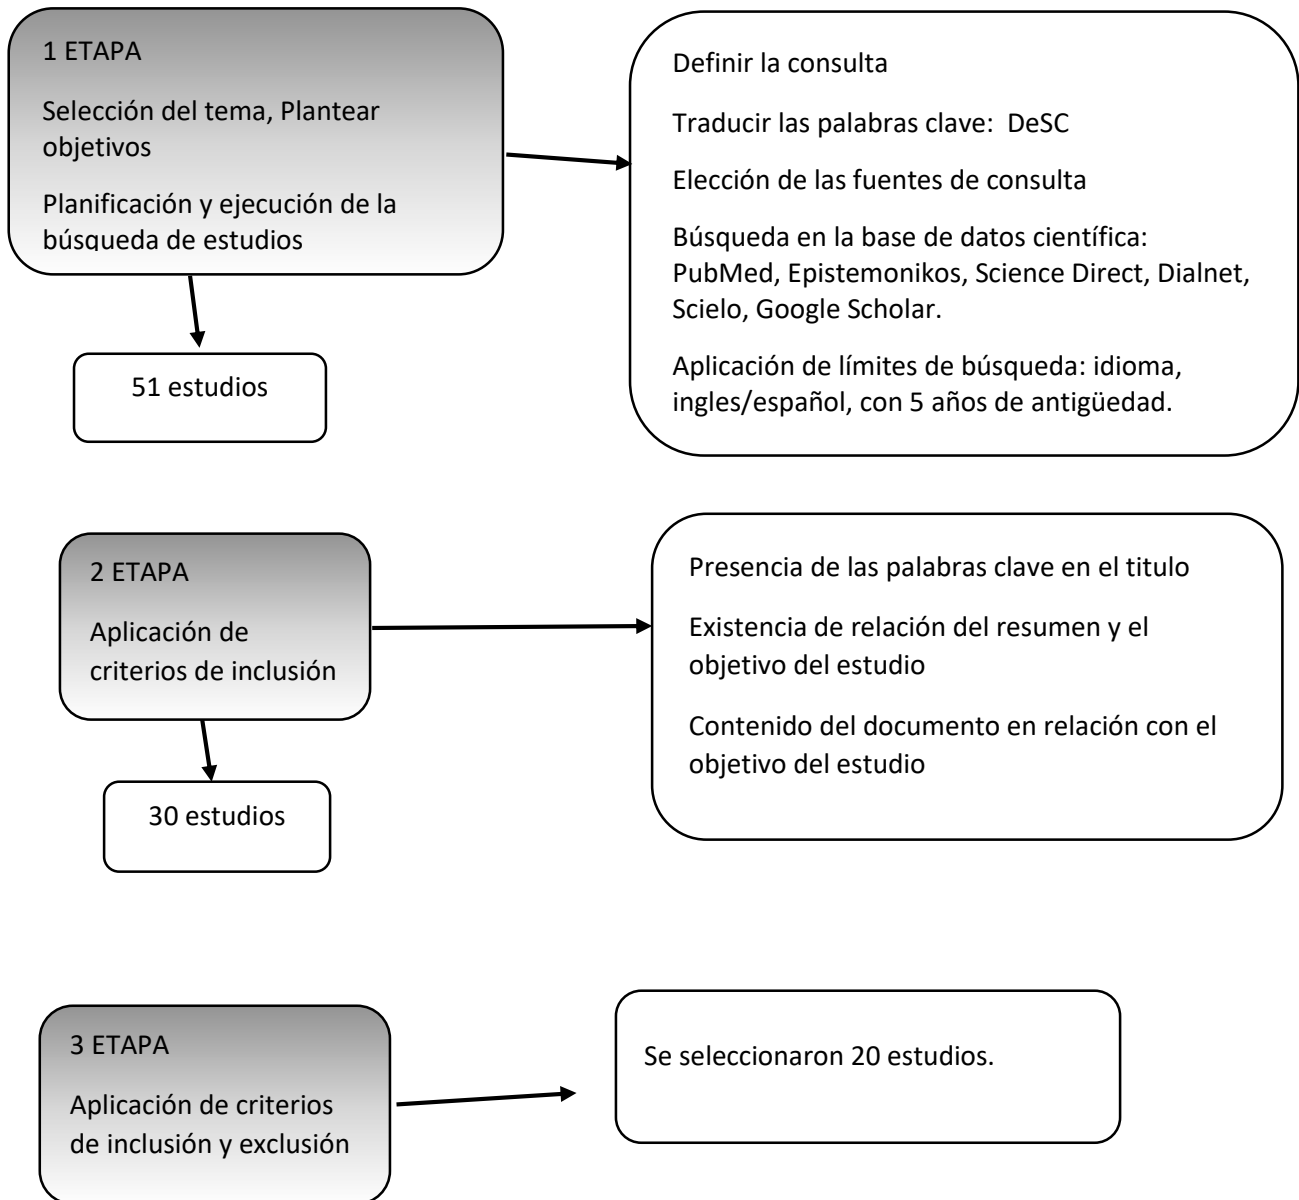 1 ETAPA
Selección del tema, Plantear
objetivos
Planificación y ejecución de la
búsqueda de estudios
Definir la consulta
Traducir las palabras clave:  DeSC
Elección de las fuentes de consulta
Búsqueda en la base de datos científica:
PubMed, Epistemonikos, Science Direct, Dialnet,
Scielo, Google Scholar.
Aplicación de límites de búsqueda: idioma,
ingles/español, con 5 años de antigüedad.
51 estudios
2 ETAPA
Aplicación de
criterios de inclusión
Presencia de las palabras clave en el titulo
Existencia de relación del resumen y el
objetivo del estudio
Contenido del documento en relación con el
objetivo del estudio
30 estudios
3 ETAPA
Aplicación de criterios
de inclusión y exclusión
Se seleccionaron 20 estudios.